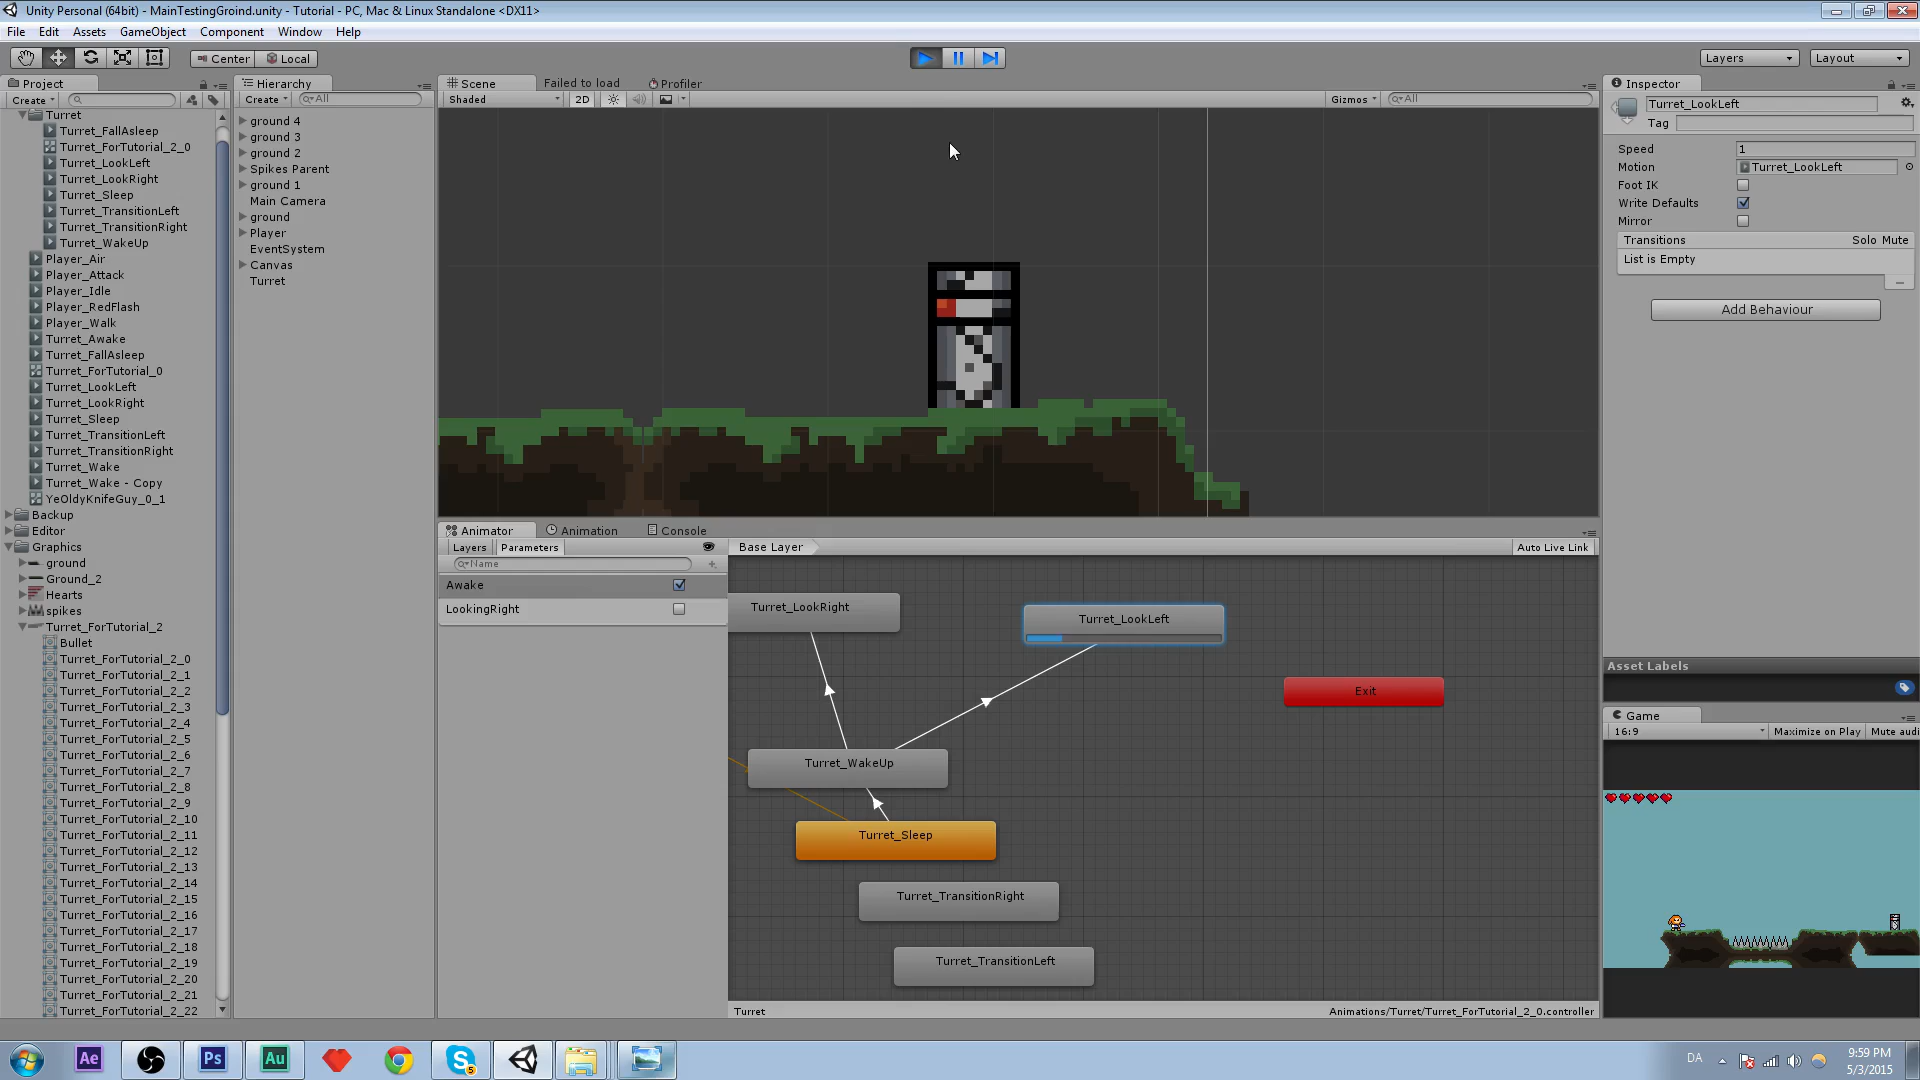 Unity Personal (64bit) - MainTestingGroind.unity - Tutorial - PC, Mac & Linux Standalone <DX11>
File Edit Assets GameObject Component Window Help
Center Local Layers Layout
Project
Create
Turret
Turret_FallAsleep
Turret_ForTutorial_2_0
Turret_LookLeft
Turret_LookRight
Turret_Sleep
Turret_TransitionLeft
Turret_TransitionRight
Turret_WakeUp
Player_Air
Player_Attack
Player_Idle
Player_RedFlash
Player_Walk
Turret_Awake
Turret_FallAsleep
Turret_ForTutorial_0
Turret_LookLeft
Turret_LookRight
Turret_Sleep
Turret_TransitionLeft
Turret_TransitionRight
Turret_Wake
Turret_Wake - Copy
YeOldyKnifeGuy_0_1
Backup
Editor
Graphics
ground
Ground_2
Hearts
spikes
Turret_ForTutorial_2
Bullet
Turret_ForTutorial_2_0
Turret_ForTutorial_2_1
Turret_ForTutorial_2_2
Turret_ForTutorial_2_3
Turret_ForTutorial_2_4
Turret_ForTutorial_2_5
Turret_ForTutorial_2_6
Turret_ForTutorial_2_7
Turret_ForTutorial_2_8
Turret_ForTutorial_2_9
Turret_ForTutorial_2_10
Turret_ForTutorial_2_11
Turret_ForTutorial_2_12
Turret_ForTutorial_2_13
Turret_ForTutorial_2_14
Turret_ForTutorial_2_15
Turret_ForTutorial_2_16
Turret_ForTutorial_2_17
Turret_ForTutorial_2_18
Turret_ForTutorial_2_19
Turret_ForTutorial_2_20
Turret_ForTutorial_2_21
Turret_ForTutorial_2_22
Hierarchy
Create All
ground 4
ground 3
ground 2
Spikes Parent
ground 1
Main Camera
ground
Player
EventSystem
Canvas
Turret
Scene Failed to load Profiler
Shaded 2D Gizmos All
Animator Animation Console
Layers Parameters Base Layer Auto Live Link
Name
Awake
LookingRight
Turret_LookRight
Turret_LookLeft
Exit
Turret_WakeUp
Turret_Sleep
Turret_TransitionRight
Turret_TransitionLeft
Turret Animations/Turret/Turret_ForTutorial_2_0.controller
Inspector
Turret_LookLeft
Tag
Speed 1
Motion Turret_LookLeft
Foot IK
Write Defaults
Mirror
Transitions Solo Mute
List is Empty
Add Behaviour
Asset Labels
Game
16:9 Maximize on Play Mute audi
Ae Ps Au 5
DA 9:59 PM
5/3/2015